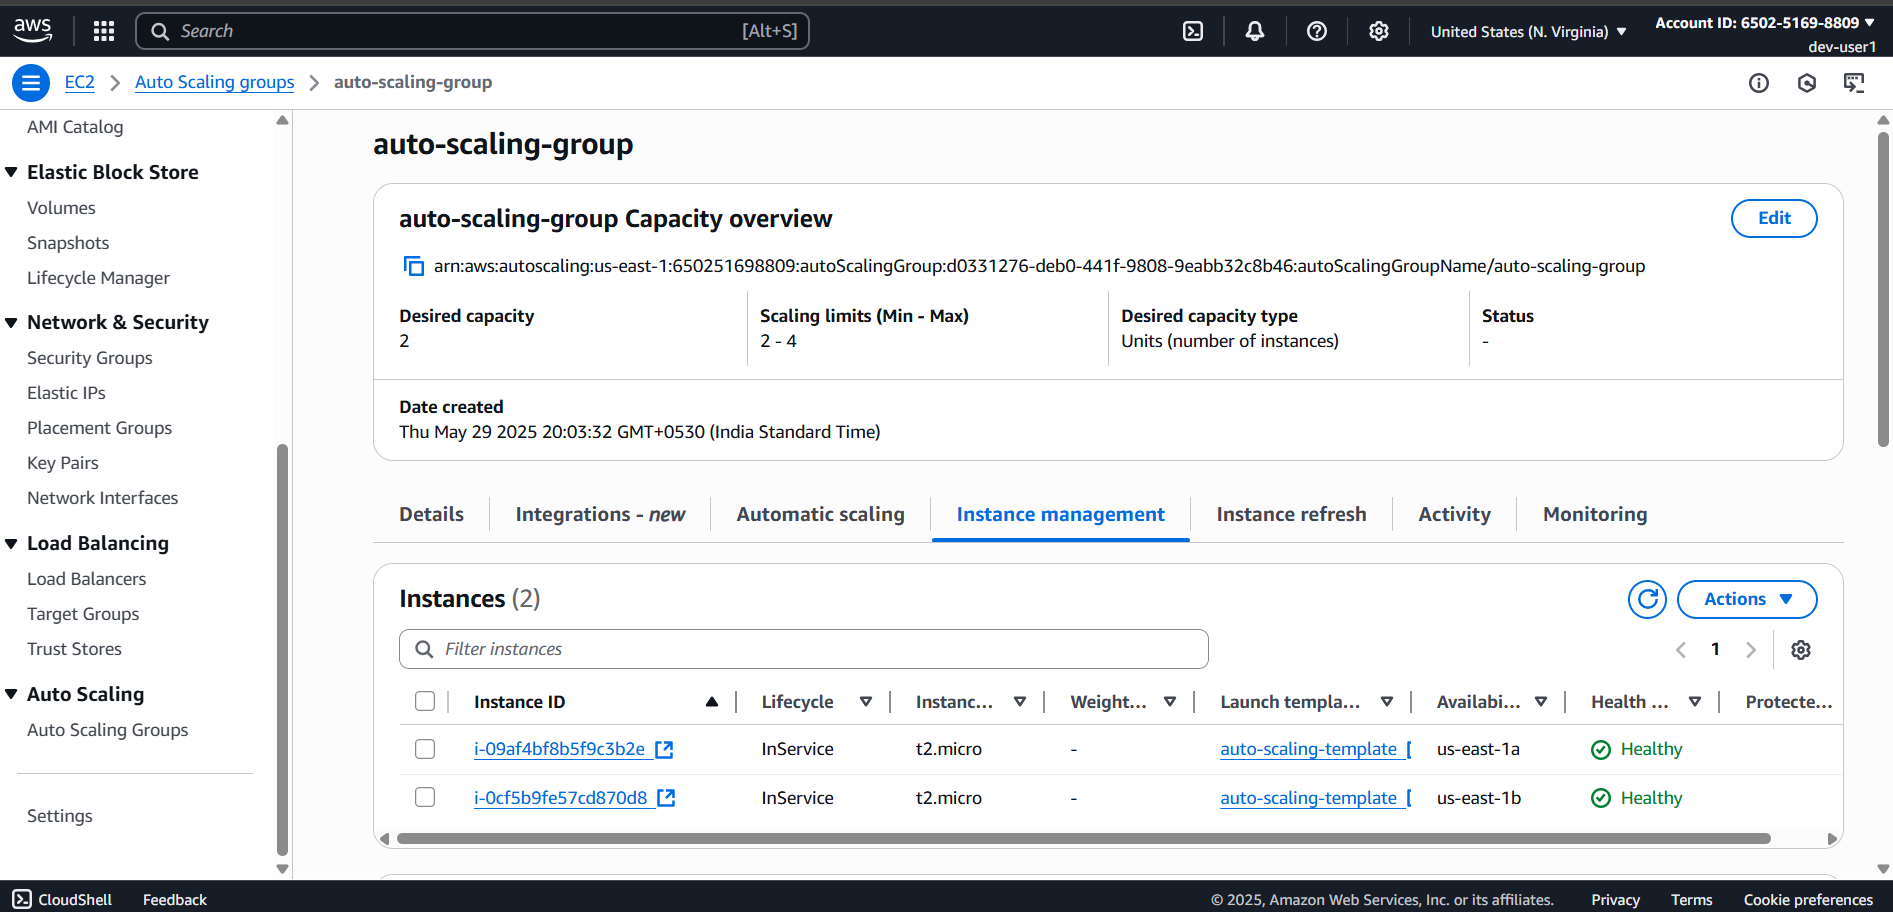 aws
Search [Alt+S]
United States (N. Virginia)
Account ID: 6502-5169-8809
dev-user1
EC2 Auto Scaling groups auto-scaling-group
AMI Catalog
Elastic Block Store
Volumes
Snapshots
Lifecycle Manager
Network & Security
Security Groups
Elastic IPs
Placement Groups
Key Pairs
Network Interfaces
Load Balancing
Load Balancers
Target Groups
Trust Stores
Auto Scaling
Auto Scaling Groups
Settings
auto-scaling-group
auto-scaling-group Capacity overview
Edit
arn:aws:autoscaling:us-east-1:650251698809:autoScalingGroup:d0331276-deb0-441f-9808-9eabb32c8b46:autoScalingGroupName/auto-scaling-group
Desired capacity
2
Scaling limits (Min - Max)
2 - 4
Desired capacity type
Units (number of instances)
Status
-
Date created
Thu May 29 2025 20:03:32 GMT+0530 (India Standard Time)
Details Integrations - new Automatic scaling Instance management Instance refresh Activity Monitoring
Instances (2)
Actions
Filter instances
1
Instance ID Lifecycle Instanc... Weight... Launch templa... Availabi... Health ... Protecte...
i-09af4bf8b5f9c3b2e InService t2.micro - auto-scaling-template us-east-1a Healthy
i-0cf5b9fe57cd870d8 InService t2.micro - auto-scaling-template us-east-1b Healthy
CloudShell Feedback © 2025, Amazon Web Services, Inc. or its affiliates. Privacy Terms Cookie preferences